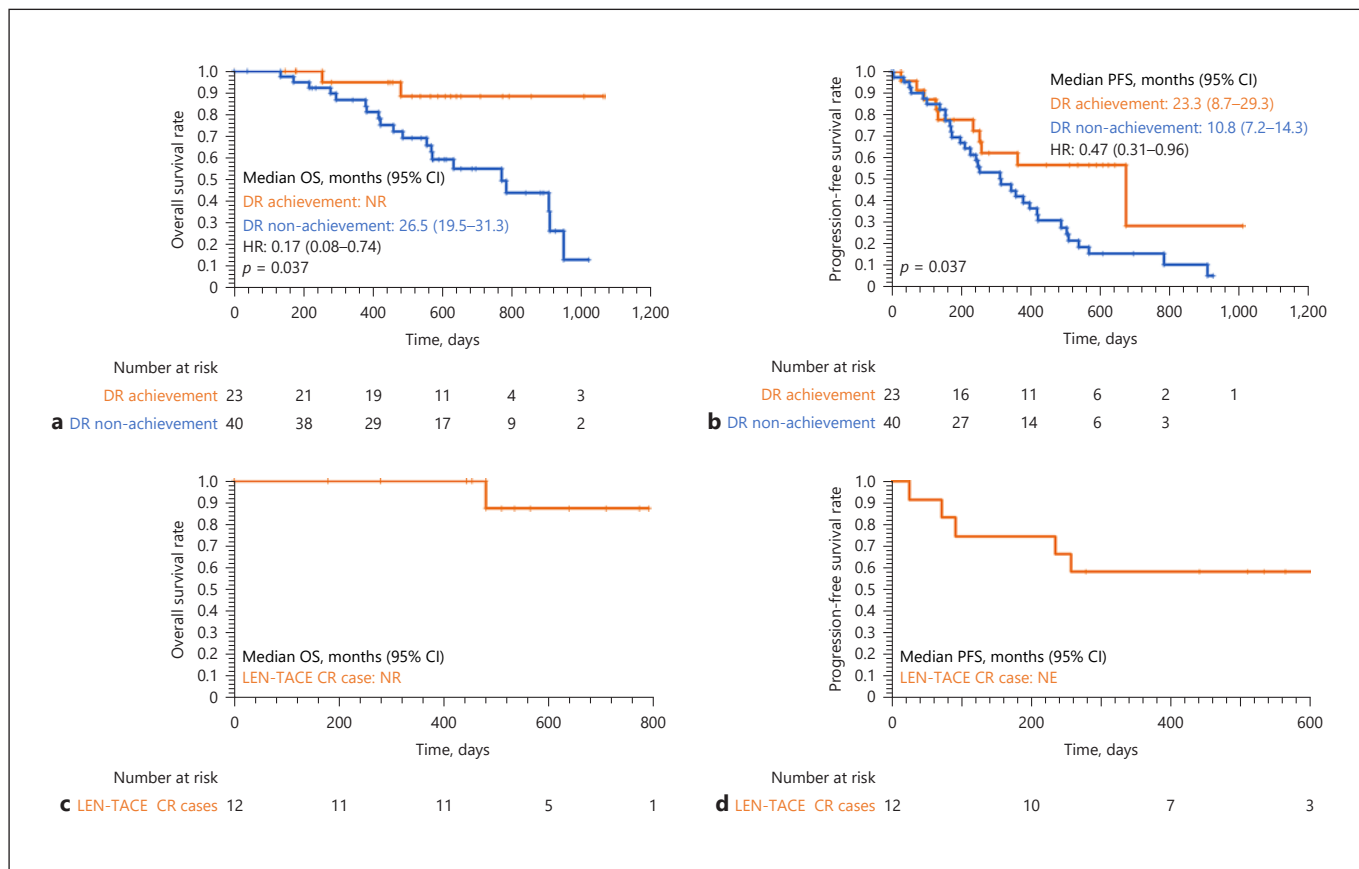 1.0
0.9
0.8
0.7
0.6
0.5
0.4
0.3
0.2
0.1
0
Overall survival rate
Median OS, months (95% CI)
DR achievement: NR
DR non-achievement: 26.5 (19.5–31.3)
HR: 0.17 (0.08–0.74)
p = 0.037
0 200 400 600 800 1,000 1,200
Time, days
Number at risk
DR achievement 23 21 19 11 4 3
a DR non-achievement 40 38 29 17 9 2
1.0
0.9
0.8
0.7
0.6
0.5
0.4
0.3
0.2
0.1
0
Progression-free survival rate
Median PFS, months (95% CI)
DR achievement: 23.3 (8.7–29.3)
DR non-achievement: 10.8 (7.2–14.3)
HR: 0.47 (0.31–0.96)
p = 0.037
0 200 400 600 800 1,000 1,200
Time, days
Number at risk
DR achievement 23 16 11 6 2 1
b DR non-achievement 40 27 14 6 3
1.0
0.9
0.8
0.7
0.6
0.5
0.4
0.3
0.2
0.1
0
Overall survival rate
Median OS, months (95% CI)
LEN-TACE CR case: NR
0 200 400 600 800
Time, days
Number at risk
c LEN-TACE CR cases 12 11 11 5 1
1.0
0.9
0.8
0.7
0.6
0.5
0.4
0.3
0.2
0.1
0
Progression-free survival rate
Median PFS, months (95% CI)
LEN-TACE CR case: NE
0 200 400 600
Time, days
Number at risk
d LEN-TACE CR cases 12 10 7 3